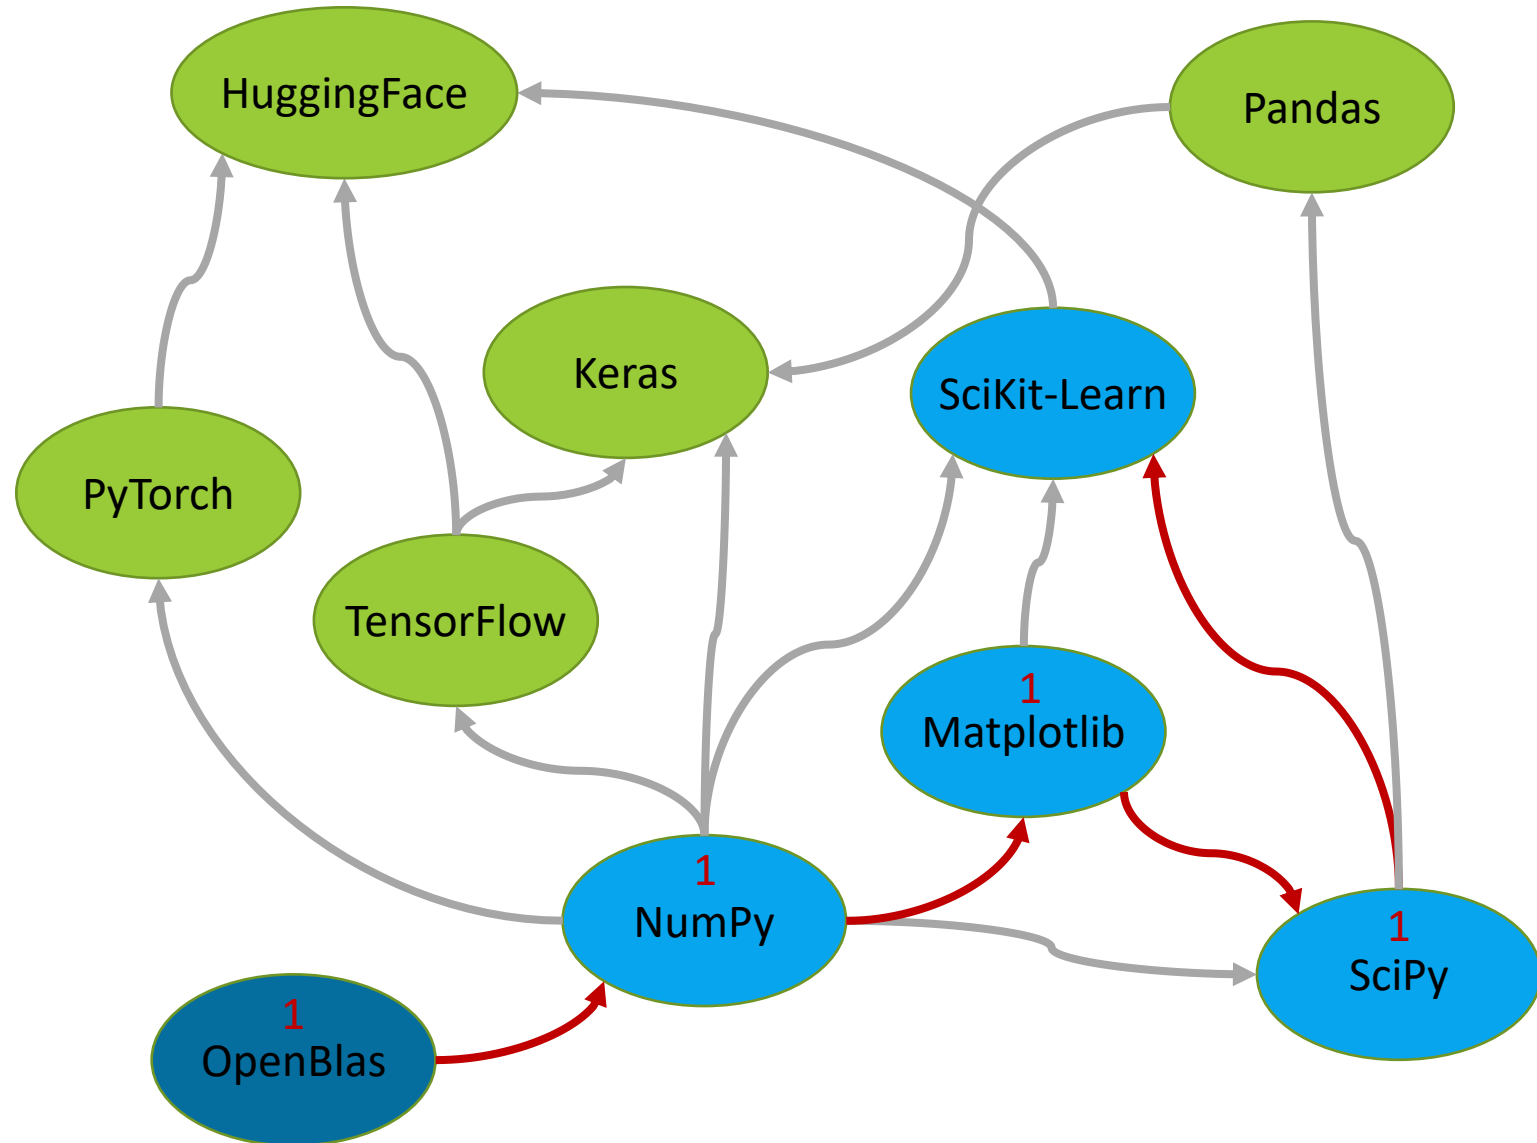 HuggingFace
Pandas
Keras
SciKit-Learn
PyTorch
TensorFlow
1
Matplotlib
1
NumPy
1
SciPy
1
OpenBlas